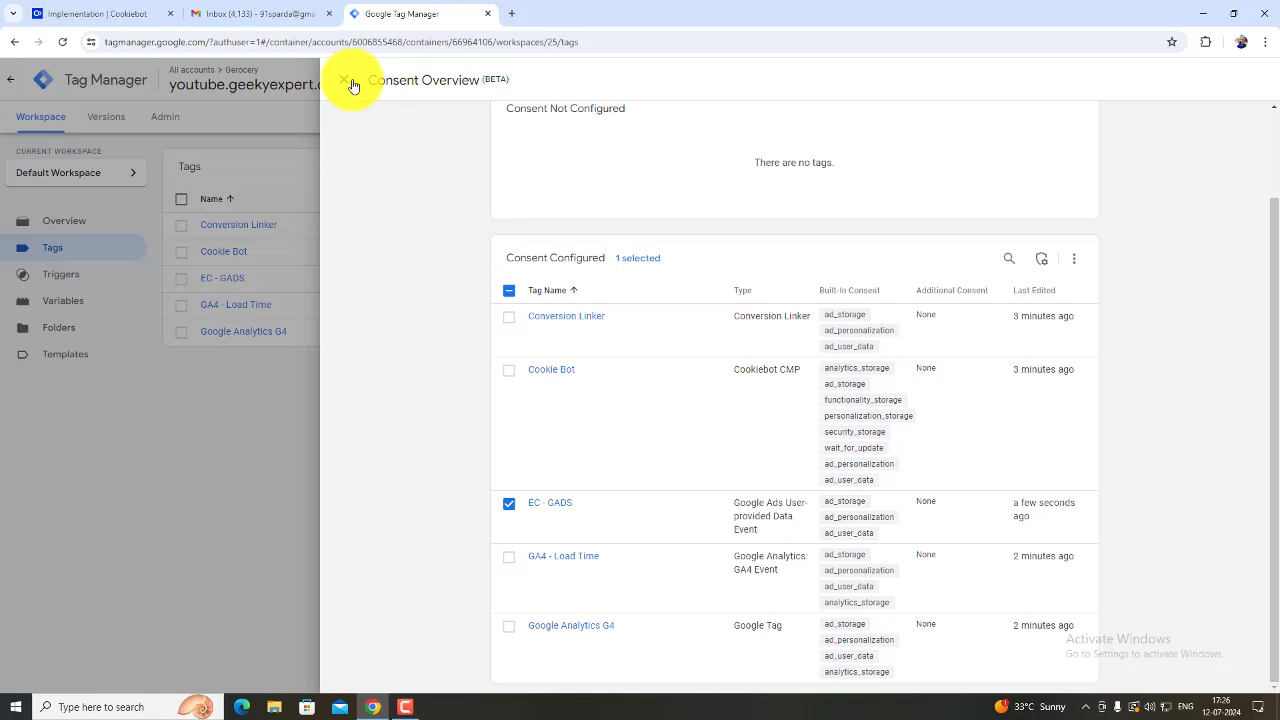 Implementation | Cookiebot
Inbox (4,133) - 91sparda@gmai
Google Tag Manager
tagmanager.google.com/?authuser=1#/container/accounts/6006855468/containers/66964106/workspaces/25/tags
Tag Manager
All accounts > Gerocery
youtube.geekyexpert.c
Consent Overview (BETA)
Workspace
Versions
Admin
CURRENT WORKSPACE
Default Workspace
Overview
Tags
Triggers
Variables
Folders
Templates
Tags
Name
Conversion Linker
Cookie Bot
EC - GADS
GA4 - Load Time
Google Analytics G4
Consent Not Configured
There are no tags.
Consent Configured 1 selected
Tag Name Type Built-In Consent Additional Consent Last Edited
Conversion Linker Conversion Linker ad_storage None 3 minutes ago
ad_personalization
ad_user_data
Cookie Bot Cookiebot CMP analytics_storage None 3 minutes ago
ad_storage
functionality_storage
personalization_storage
security_storage
wait_for_update
ad_personalization
ad_user_data
EC - GADS Google Ads User- ad_storage None a few seconds
provided Data ad_personalization ago
Event ad_user_data
GA4 - Load Time Google Analytics: ad_storage None 2 minutes ago
GA4 Event ad_personalization
ad_user_data
analytics_storage
Google Analytics G4 Google Tag ad_storage None 2 minutes ago
ad_personalization
ad_user_data
analytics_storage
Activate Windows
Go to Settings to activate Windows.
Type here to search
33°C Sunny
ENG
17:26
12-07-2024